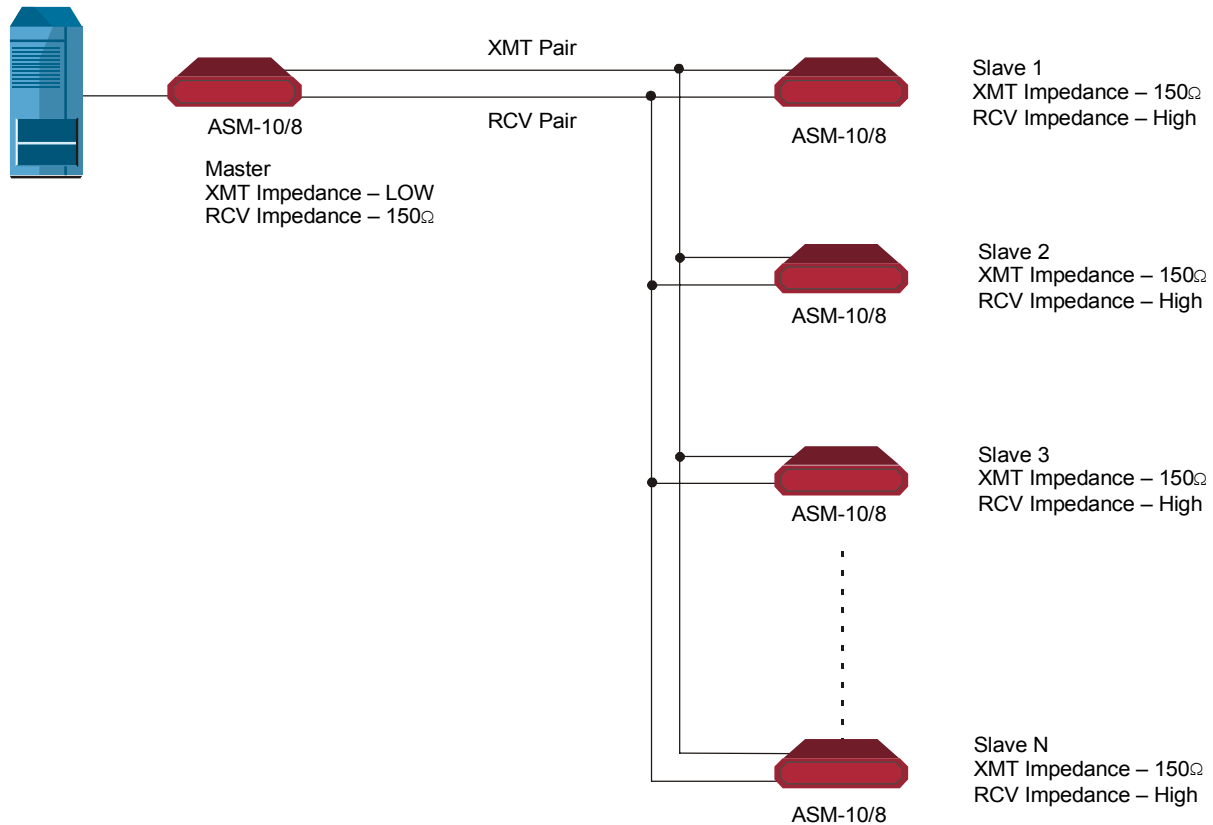 XMT Pair
RCV Pair
ASM-10/8
Master
XMT Impedance – LOW
RCV Impedance – 150Ω
ASM-10/8
Slave 1
XMT Impedance – 150Ω
RCV Impedance – High
ASM-10/8
Slave 2
XMT Impedance – 150Ω
RCV Impedance – High
ASM-10/8
Slave 3
XMT Impedance – 150Ω
RCV Impedance – High
ASM-10/8
Slave N
XMT Impedance – 150Ω
RCV Impedance – High